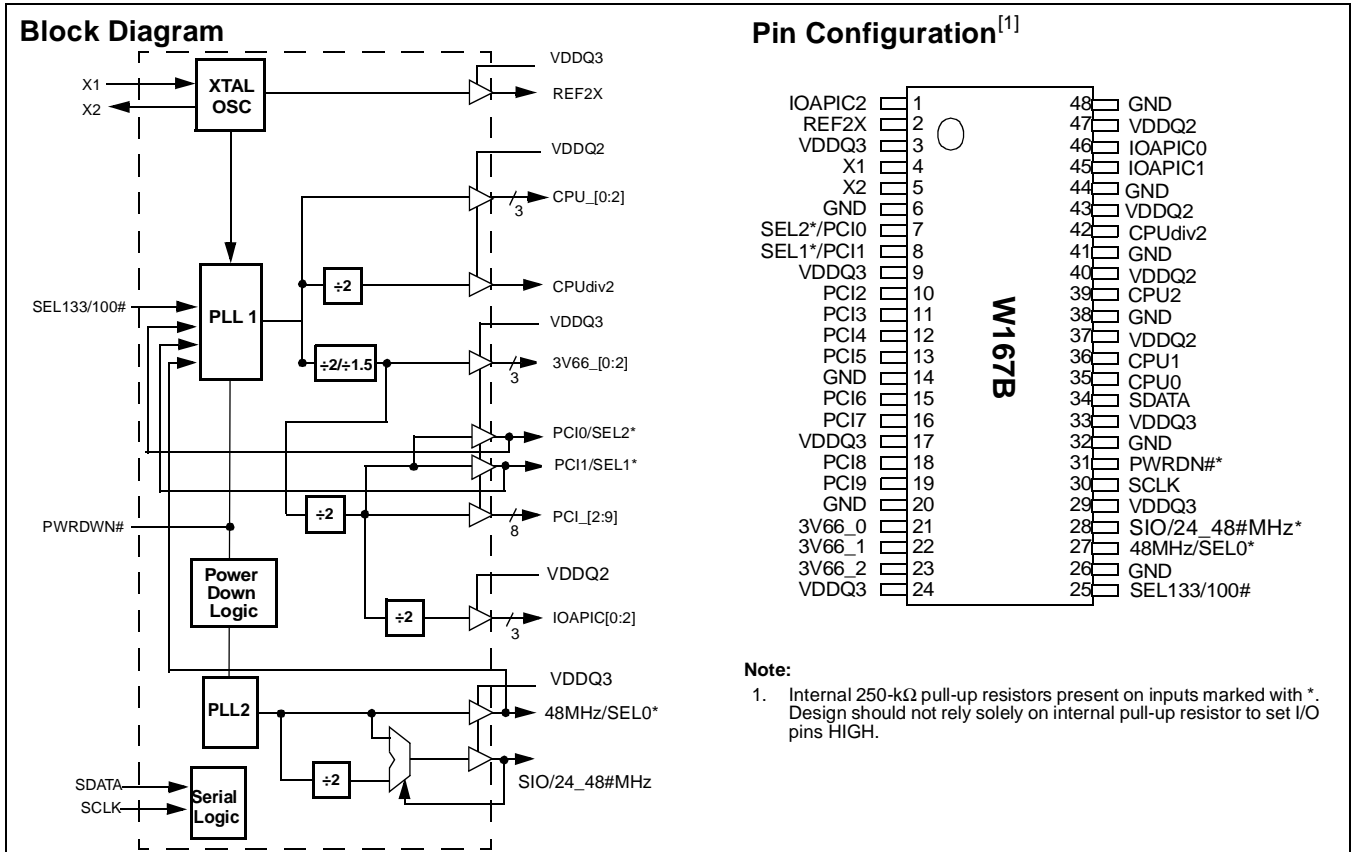 Block Diagram
VDDQ3
X1
X2
XTAL
OSC
REF2X
VDDQ2
CPU_[0:2]
3
÷2
CPUdiv2
SEL133/100#
PLL 1
VDDQ3
÷2/÷1.5
3V66_[0:2]
3
PCI0/SEL2*
PCI1/SEL1*
÷2
PCI_[2:9]
8
PWRDWN#
Power
Down
Logic
VDDQ2
÷2
IOAPIC[0:2]
3
VDDQ3
PLL2
48MHz/SEL0*
÷2
SIO/24_48#MHz
SDATA
SCLK
Serial
Logic
Pin Configuration[1]
IOAPIC2 1
REF2X 2
VDDQ3 3
X1 4
X2 5
GND 6
SEL2*/PCI0 7
SEL1*/PCI1 8
VDDQ3 9
PCI2 10
PCI3 11
PCI4 12
PCI5 13
GND 14
PCI6 15
PCI7 16
VDDQ3 17
PCI8 18
PCI9 19
GND 20
3V66_0 21
3V66_1 22
3V66_2 23
VDDQ3 24
W167B
48 GND
47 VDDQ2
46 IOAPIC0
45 IOAPIC1
44 GND
43 VDDQ2
42 CPUdiv2
41 GND
40 VDDQ2
39 CPU2
38 GND
37 VDDQ2
36 CPU1
35 CPU0
34 SDATA
33 VDDQ3
32 GND
31 PWRDN#*
30 SCLK
29 VDDQ3
28 SIO/24_48#MHz*
27 48MHz/SEL0*
26 GND
25 SEL133/100#
Note:
1. Internal 250-kΩ pull-up resistors present on inputs marked with *.
Design should not rely solely on internal pull-up resistor to set I/O
pins HIGH.